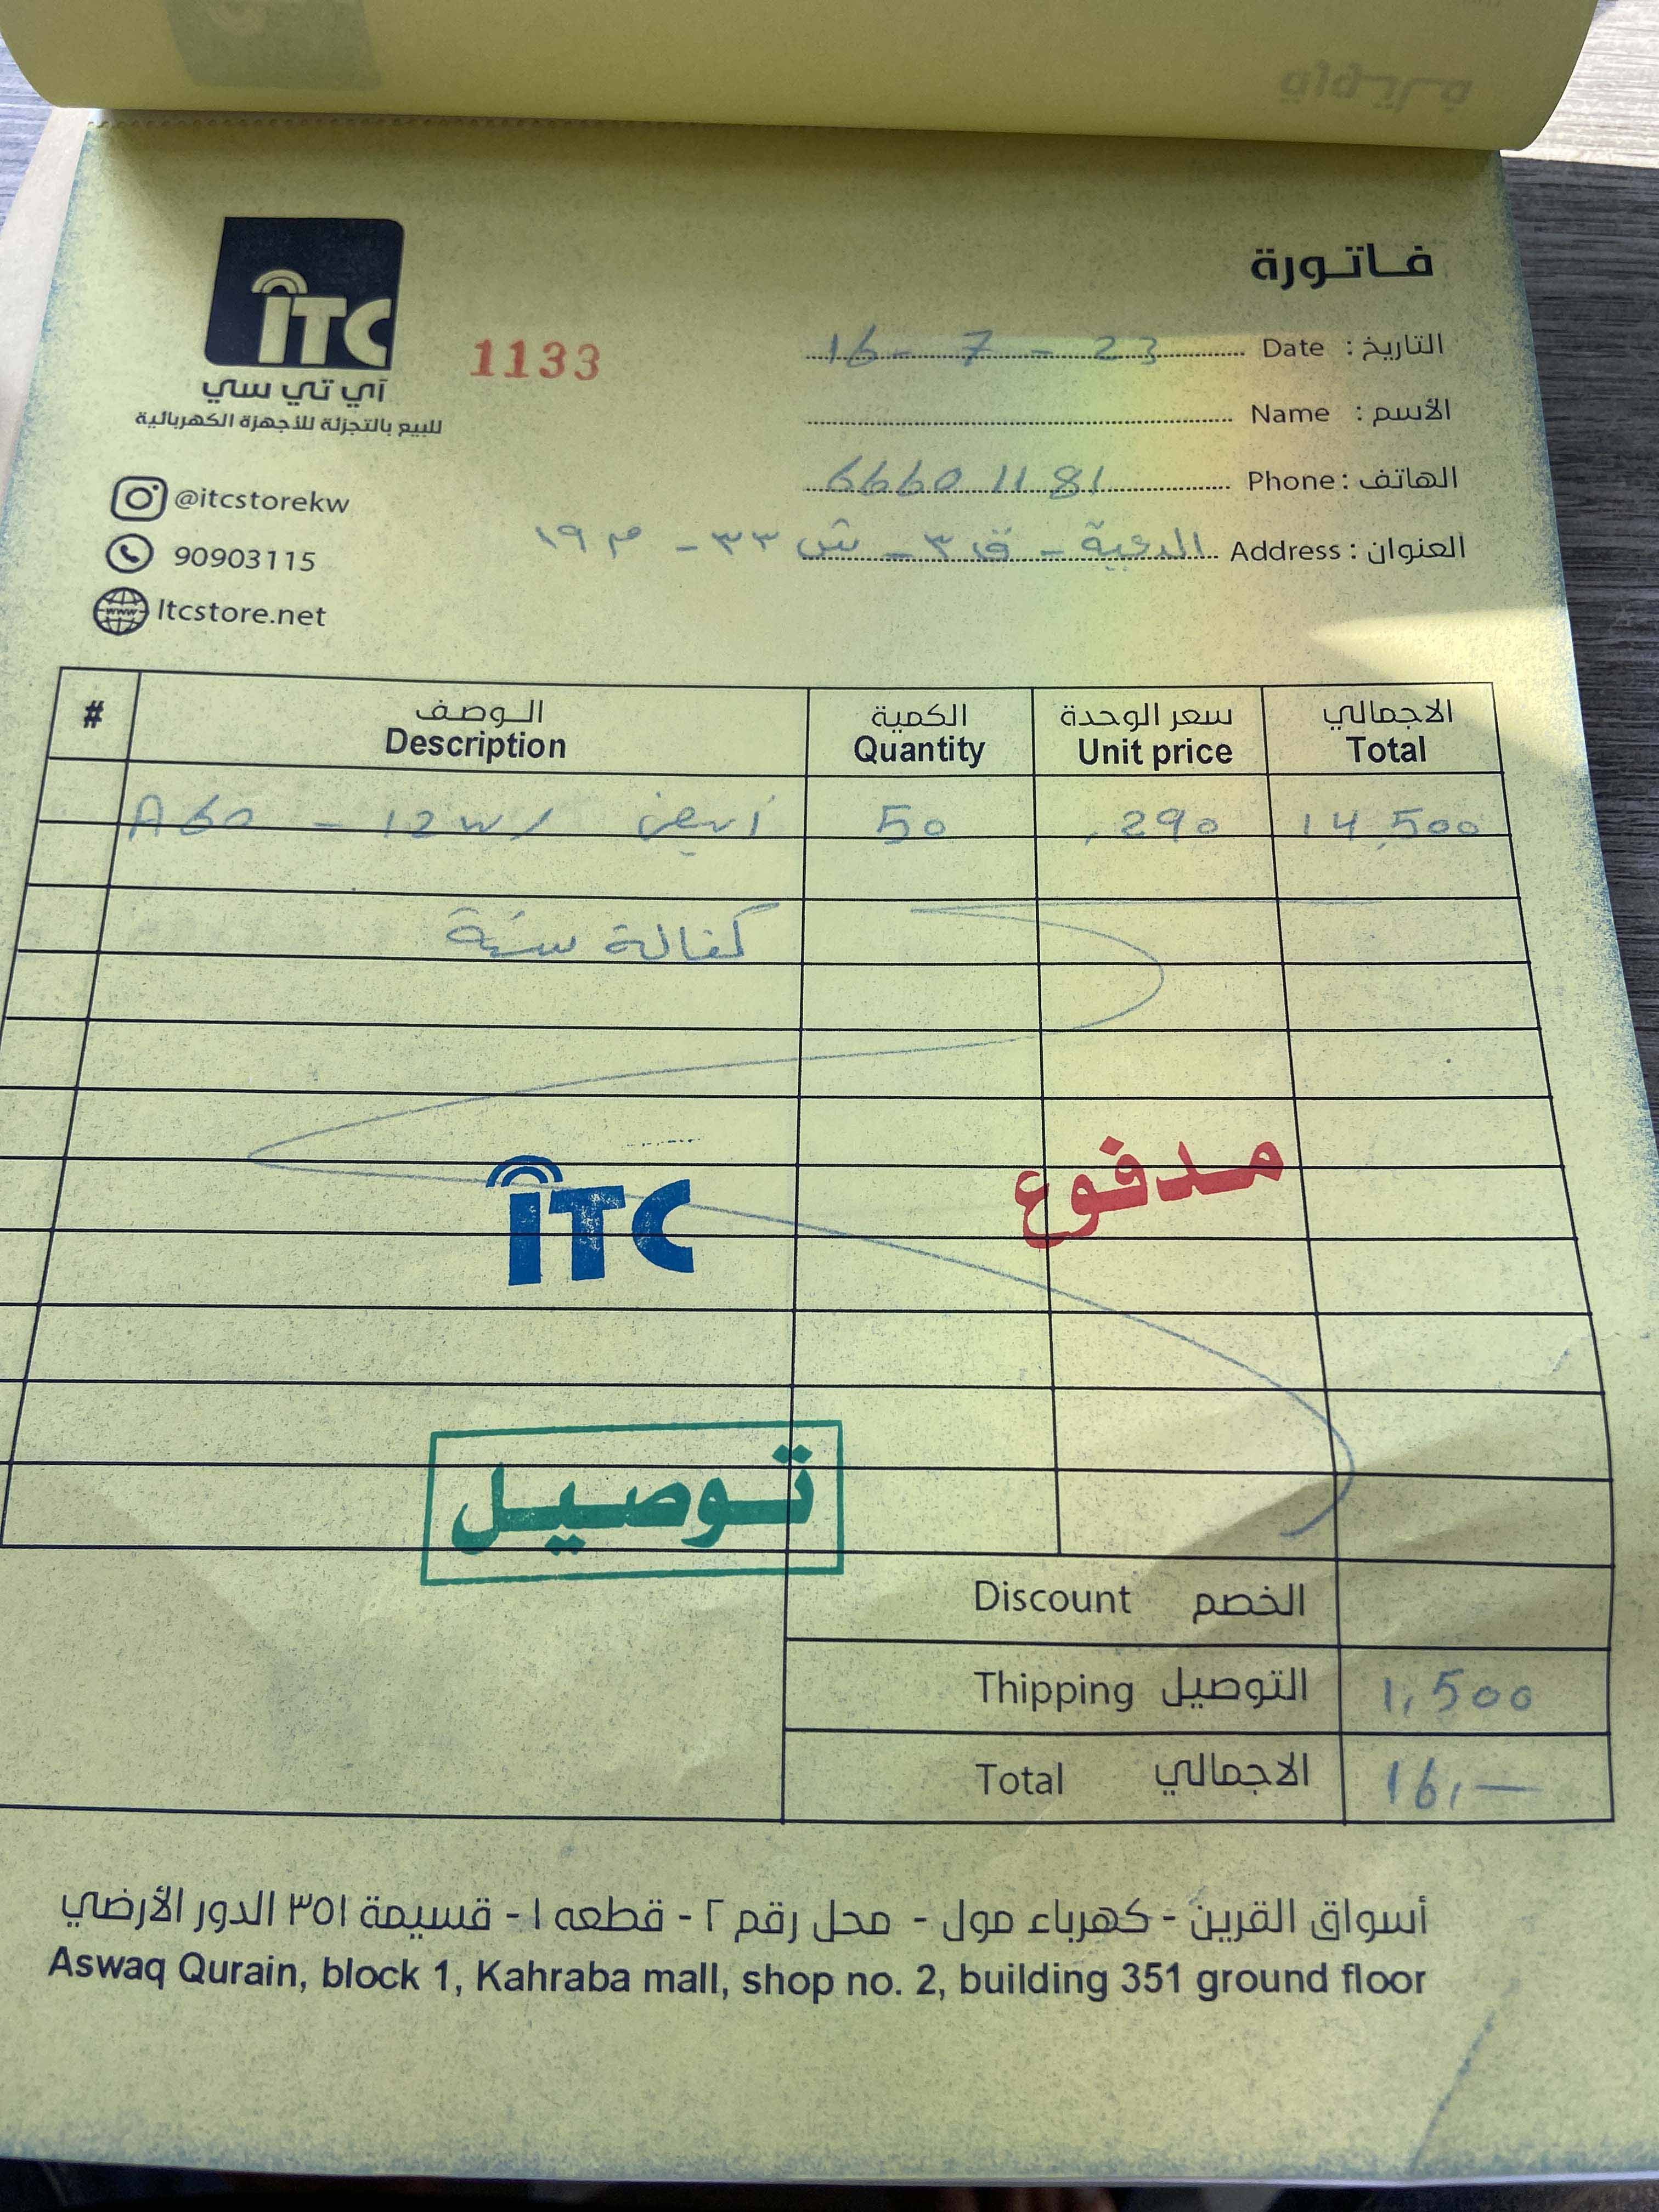 فاتورة
iTC
آي تي سي
للبيع بالتجزئة للأجهزة الكهربائية
1133
التاريخ : Date 16 - 7 - 23
الأسم : Name
الهاتف : Phone 66601181
العنوان : Address الدعية - ق ٣ - ش ٣٣ - م ١٩
@itcstorekw
90903115
Itcstore.net
# الوصف الكمية سعر الوحدة الاجمالي
Description Quantity Unit price Total
A60 - 12W / أبيض 50 ,290 14,500
كفالة سنة
iTC
مدفوع
توصيل
Discount الخصم
Thipping التوصيل 1,500
Total الاجمالي 16,—
أسواق القرين - كهرباء مول - محل رقم ٢ - قطعه ١ - قسيمة ٣٥١ الدور الأرضي
Aswaq Qurain, block 1, Kahraba mall, shop no. 2, building 351 ground floor